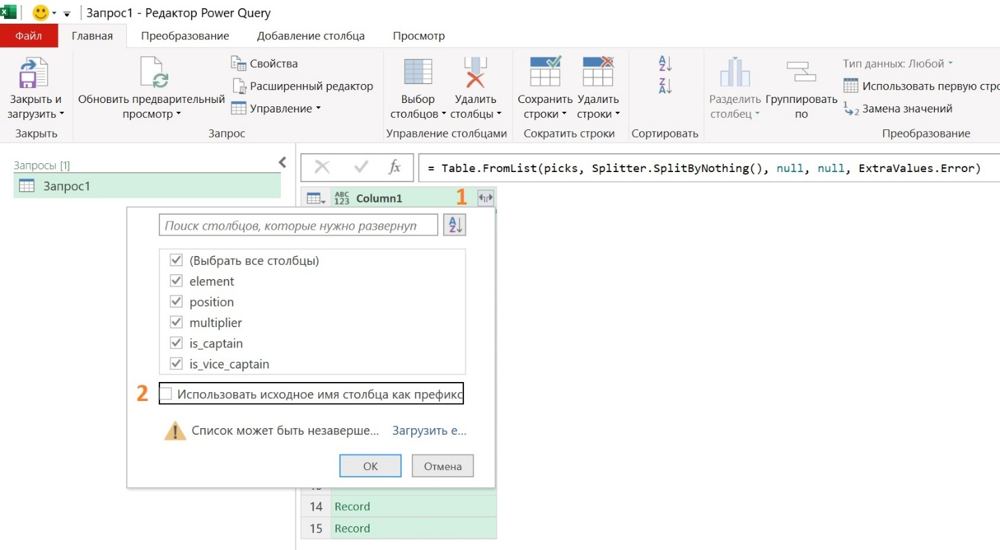 Запрос1 - Редактор Power Query
Файл Главная Преобразование Добавление столбца Просмотр
Закрыть и загрузить
Закрыть
Обновить предварительный просмотр
Свойства
Расширенный редактор
Управление
Запрос
Выбор столбцов
Удалить столбцы
Управление столбцами
Сохранить строки
Удалить строки
Сократить строки
Сортировать
Разделить столбец
Группировать по
Тип данных: Любой
Использовать первую стро
Замена значений
Преобразование
Запросы [1]
Запрос1
fx
= Table.FromList(picks, Splitter.SplitByNothing(), null, null, ExtraValues.Error)
ABC 123 Column1 1
Поиск столбцов, которые нужно развернуп
(Выбрать все столбцы)
element
position
multiplier
is_captain
is_vice_captain
2 Использовать исходное имя столбца как префикс
Список может быть незаверше... Загрузить е...
ОК Отмена
14 Record
15 Record